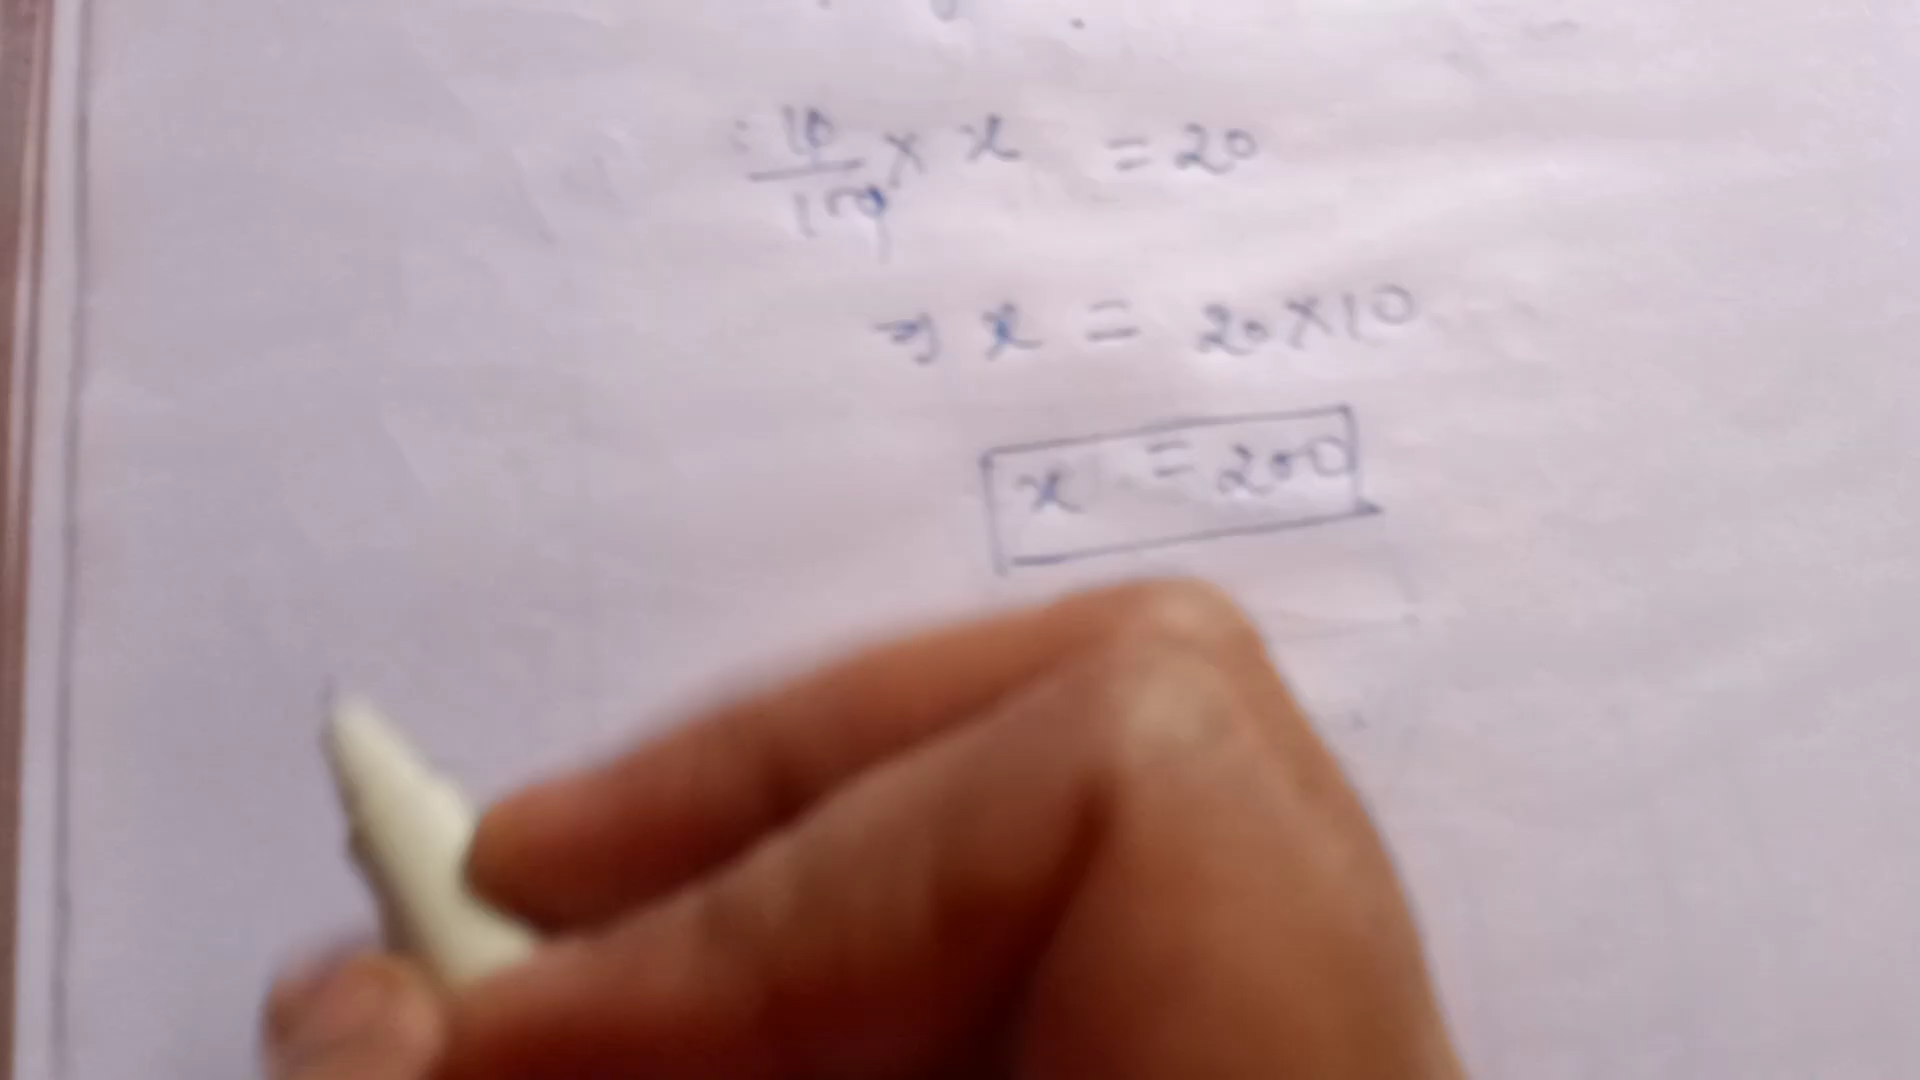 10/100 × x = 20
⇒ x = 20×10
x = 200